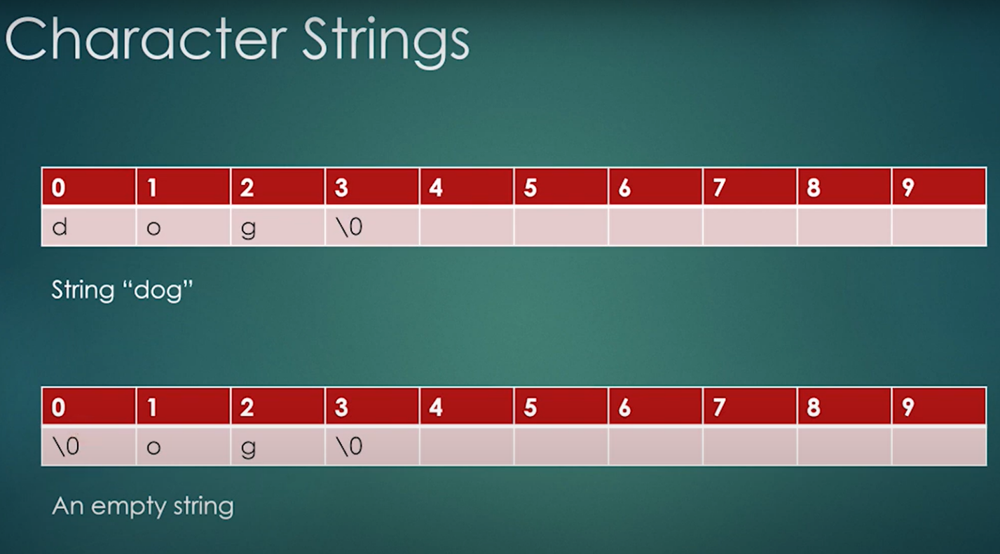 Character Strings
0 1 2 3 4 5 6 7 8 9
d o g \0
String “dog”
0 1 2 3 4 5 6 7 8 9
\0 o g \0
An empty string